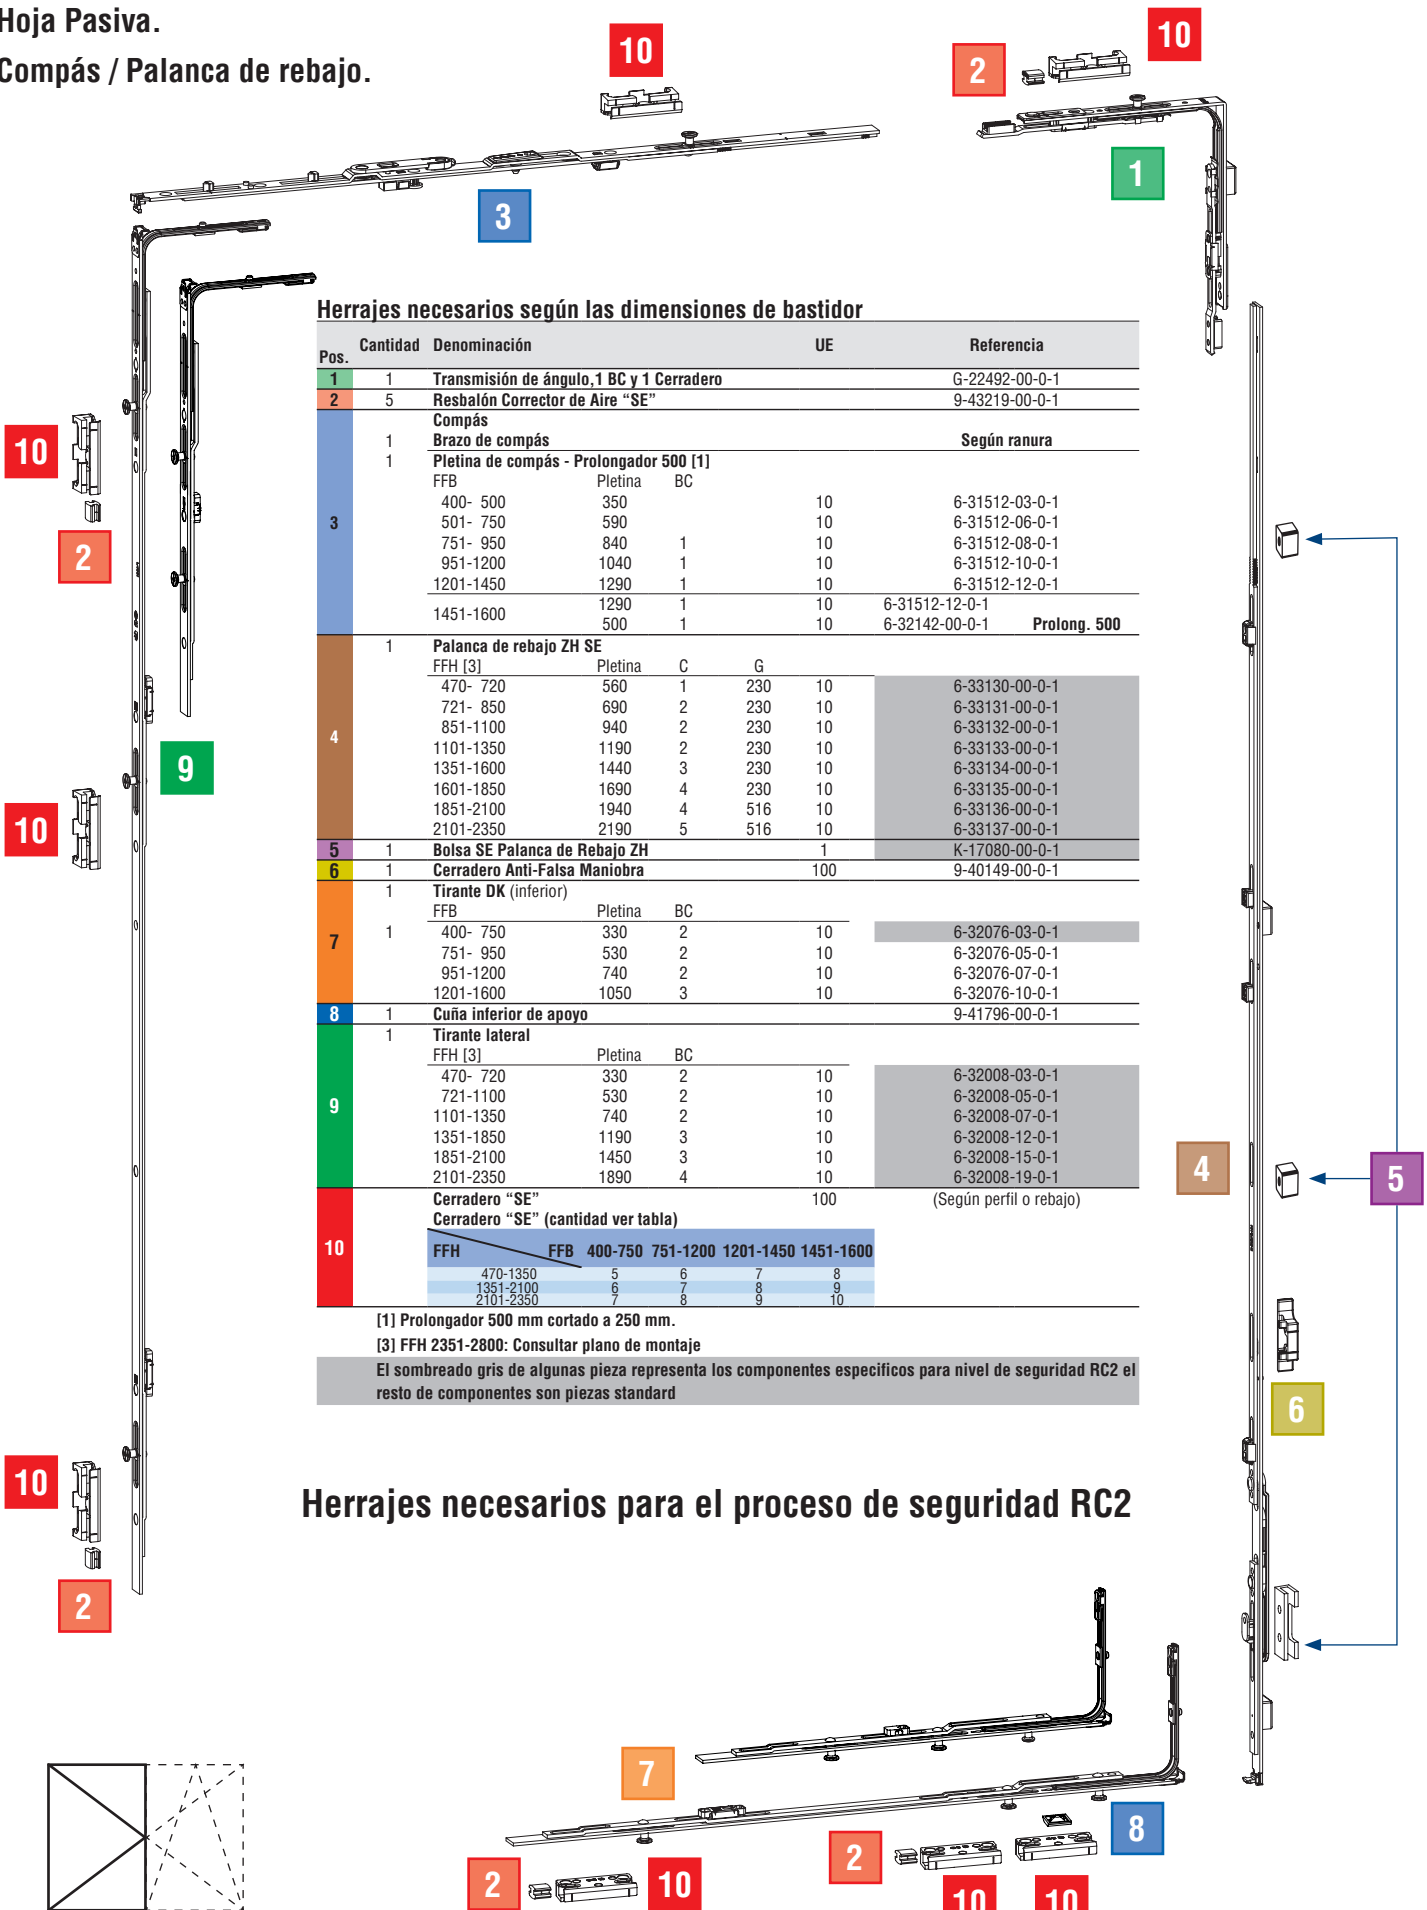 Hoja Pasiva.
Compás / Palanca de rebajo.
10
2
10
1
3
Herrajes necesarios según las dimensiones de bastidor
Pos. Cantidad Denominación UE Referencia
1 1 Transmisión de ángulo,1 BC y 1 Cerradero G-22492-00-0-1
2 5 Resbalón Corrector de Aire “SE” 9-43219-00-0-1
Compás
1 Brazo de compás Según ranura
1 Pletina de compás - Prolongador 500 [1]
FFB Pletina BC
400- 500 350 10 6-31512-03-0-1
3 501- 750 590 10 6-31512-06-0-1
751- 950 840 1 10 6-31512-08-0-1
951-1200 1040 1 10 6-31512-10-0-1
1201-1450 1290 1 10 6-31512-12-0-1
1451-1600 1290 1 10 6-31512-12-0-1
500 1 10 6-32142-00-0-1 Prolong. 500
1 Palanca de rebajo ZH SE
FFH [3] Pletina C G
470- 720 560 1 230 10 6-33130-00-0-1
721- 850 690 2 230 10 6-33131-00-0-1
851-1100 940 2 230 10 6-33132-00-0-1
4 1101-1350 1190 2 230 10 6-33133-00-0-1
1351-1600 1440 3 230 10 6-33134-00-0-1
1601-1850 1690 4 230 10 6-33135-00-0-1
1851-2100 1940 4 516 10 6-33136-00-0-1
2101-2350 2190 5 516 10 6-33137-00-0-1
5 1 Bolsa SE Palanca de Rebajo ZH 1 K-17080-00-0-1
6 1 Cerradero Anti-Falsa Maniobra 100 9-40149-00-0-1
1 Tirante DK (inferior)
FFB Pletina BC
7 1 400- 750 330 2 10 6-32076-03-0-1
751- 950 530 2 10 6-32076-05-0-1
951-1200 740 2 10 6-32076-07-0-1
1201-1600 1050 3 10 6-32076-10-0-1
8 1 Cuña inferior de apoyo 9-41796-00-0-1
1 Tirante lateral
FFH [3] Pletina BC
470- 720 330 2 10 6-32008-03-0-1
9 721-1100 530 2 10 6-32008-05-0-1
1101-1350 740 2 10 6-32008-07-0-1
1351-1850 1190 3 10 6-32008-12-0-1
1851-2100 1450 3 10 6-32008-15-0-1
2101-2350 1890 4 10 6-32008-19-0-1
Cerradero “SE” 100 (Según perfil o rebajo)
Cerradero “SE” (cantidad ver tabla)
10 FFH FFB 400-750 751-1200 1201-1450 1451-1600
470-1350 5 6 7 8
1351-2100 6 7 8 9
2101-2350 7 8 9 10
[1] Prolongador 500 mm cortado a 250 mm.
[3] FFH 2351-2800: Consultar plano de montaje
El sombreado gris de algunas pieza representa los componentes especificos para nivel de seguridad RC2 el
resto de componentes son piezas standard
10
2
9
10
4
5
6
10
2
Herrajes necesarios para el proceso de seguridad RC2
7
8
2
2
10
10
10